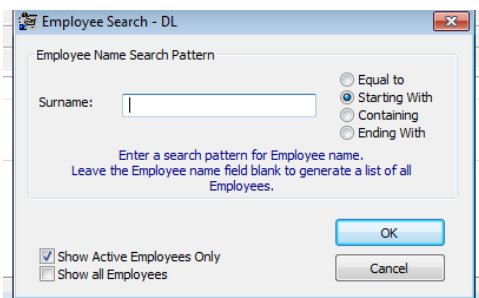 Employee Search - DL
Employee Name Search Pattern
Equal to
Surname:
Starting With
Containing
Ending With
Enter a search pattern for Employee name.
Leave the Employee name field blank to generate a list of all
Employees.
OK
Show Active Employees Only
Show all Employees
Cancel